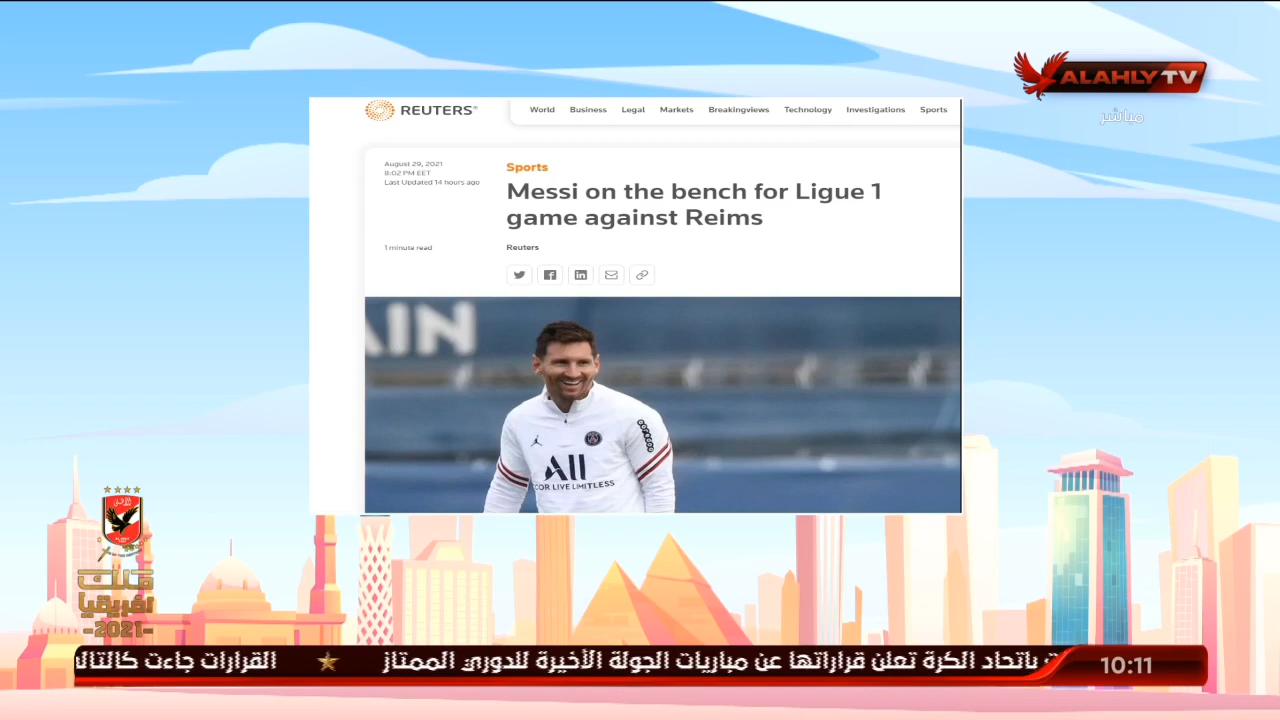 ALAHLY TV
مباشر
REUTERS®
World Business Legal Markets Breakingviews Technology Investigations Sports
August 29, 2021
8:02 PM EET
Last Updated 14 hours ago
Sports
Messi on the bench for Ligue 1
game against Reims
1 minute read
Reuters
AIN
All
COR LIVE LIMITLESS
ملك
افريقيا
-2021-
باتحاد الكرة تعلن قراراتها عن مباريات الجولة الأخيرة للدوري الممتاز القرارات جاءت
10:11